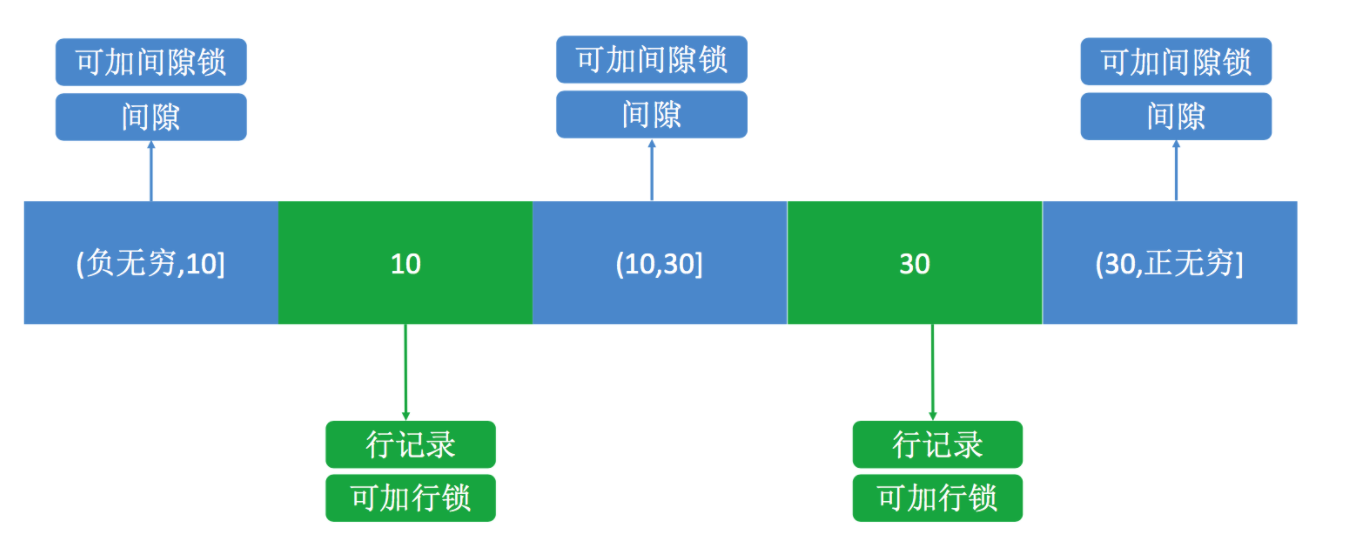 可加间隙锁
间隙
可加间隙锁
间隙
可加间隙锁
间隙
(负无穷,10]
10
(10,30]
30
(30,正无穷]
行记录
可加行锁
行记录
可加行锁